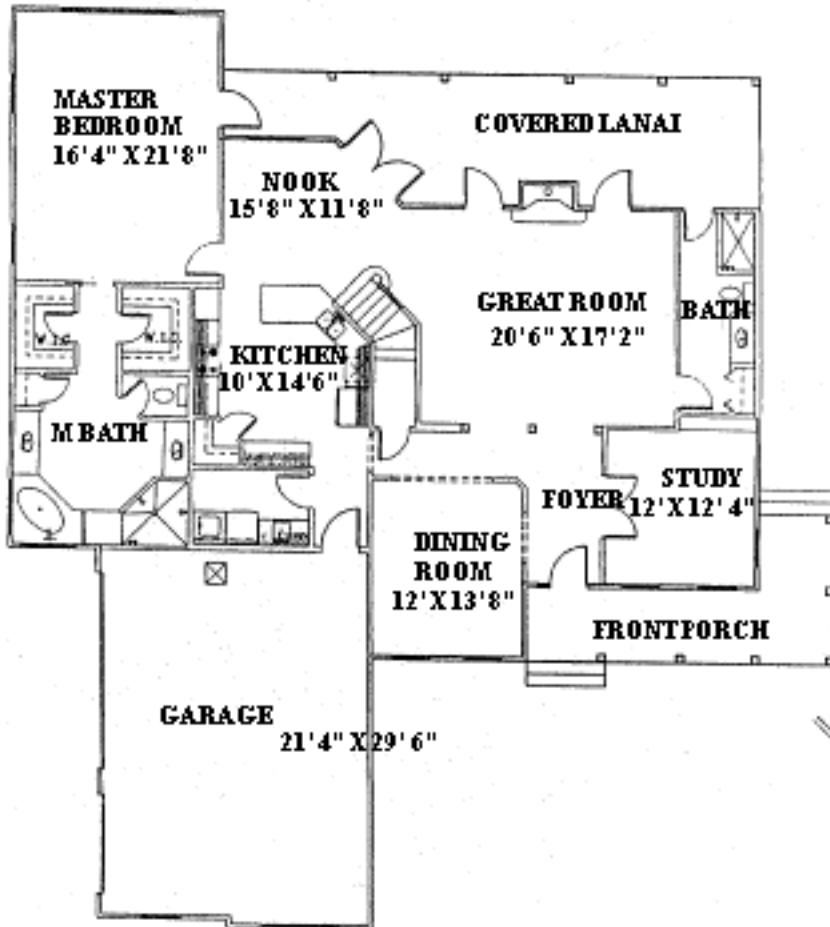 MASTER
BEDROOM
16'4" X 21'8"
COVERED LANAI
NOOK
15'8" X 11'8"
GREAT ROOM
20'6" X 17'2"
BATH
W.I.C.
W.I.C.
KITCHEN
10' X 14'6"
M BATH
STUDY
12' X 12'4"
FOYER
DINING
ROOM
12' X 13'8"
FRONT PORCH
GARAGE
21'4" X 29'6"